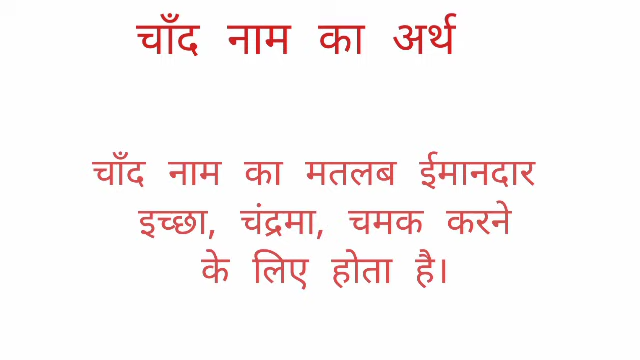 चाँद नाम का अर्थ
चाँद नाम का मतलब ईमानदार
इच्छा, चंद्रमा, चमक करने
के लिए होता है।